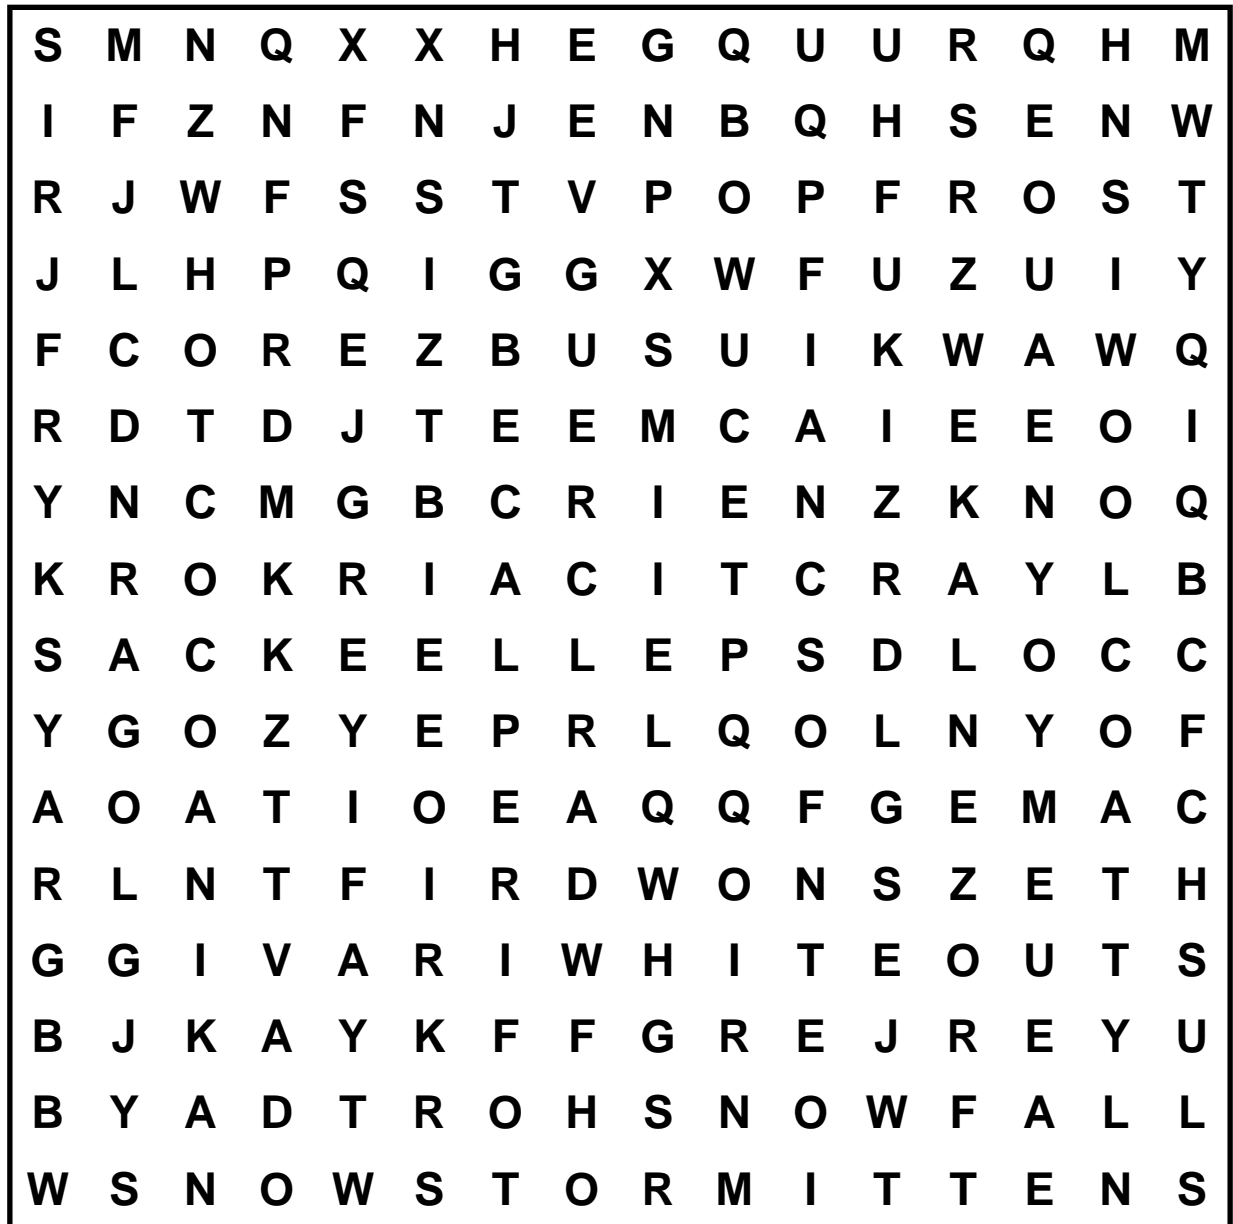 S M N Q X X H E G Q U U R Q H M
I F Z N F N J E N B Q H S E N W
R J W F S S T V P O P F R O S T
J L H P Q I G G X W F U Z U I Y
F C O R E Z B U S U I K W A W Q
R D T D J T E E M C A I E E O I
Y N C M G B C R I E N Z K N O Q
K R O K R I A C I T C R A Y L B
S A C K E E L L E P S D L O C C
Y G O Z Y E P R L Q O L N Y O F
A O A T I O E A Q Q F G E M A C
R L N T F I R D W O N S Z E T H
G G I V A R I W H I T E O U T S
B J K A Y K F F G R E J R E Y U
B Y A D T R O H S N O W F A L L
W S N O W S T O R M I T T E N S